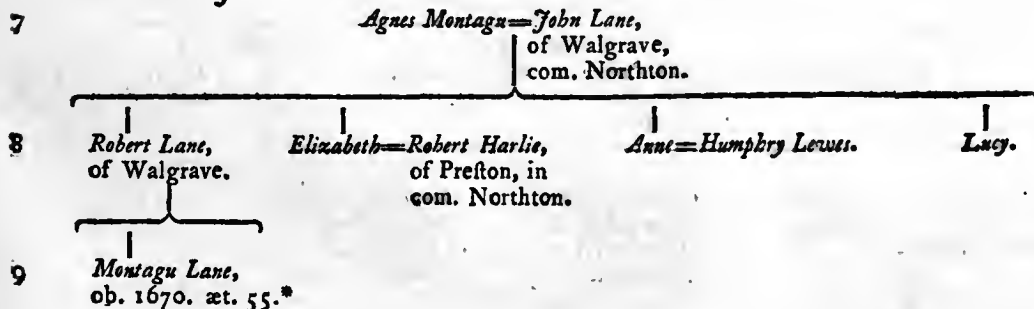 7 Agnes Montagu=John Lane,
of Walgrave,
com. Northton.
8 Robert Lane, Elizabeth=Robert Harlie, Anne=Humphry Lewes. Lucy.
of Walgrave. of Preſton, in
com. Northton.
9 Montagu Lane,
ob. 1670. æt. 55.*